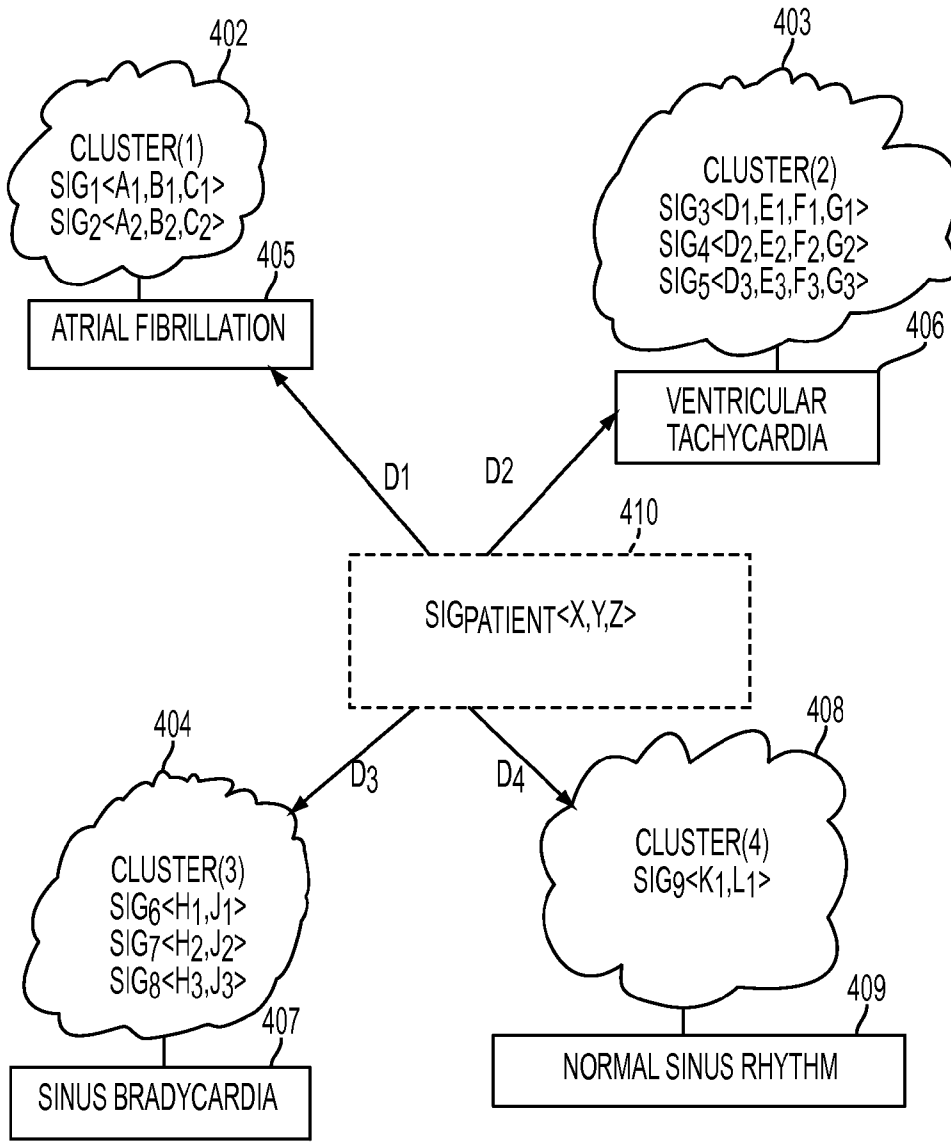 402
CLUSTER(1)
SIG1<A1,B1,C1>
SIG2<A2,B2,C2>
405
ATRIAL FIBRILLATION
403
CLUSTER(2)
SIG3<D1,E1,F1,G1>
SIG4<D2,E2,F2,G2>
SIG5<D3,E3,F3,G3>
406
VENTRICULAR
TACHYCARDIA
D1
D2
410
SIGPATIENT<X,Y,Z>
D3
D4
404
CLUSTER(3)
SIG6<H1,J1>
SIG7<H2,J2>
SIG8<H3,J3>
407
SINUS BRADYCARDIA
408
CLUSTER(4)
SIG9<K1,L1>
409
NORMAL SINUS RHYTHM